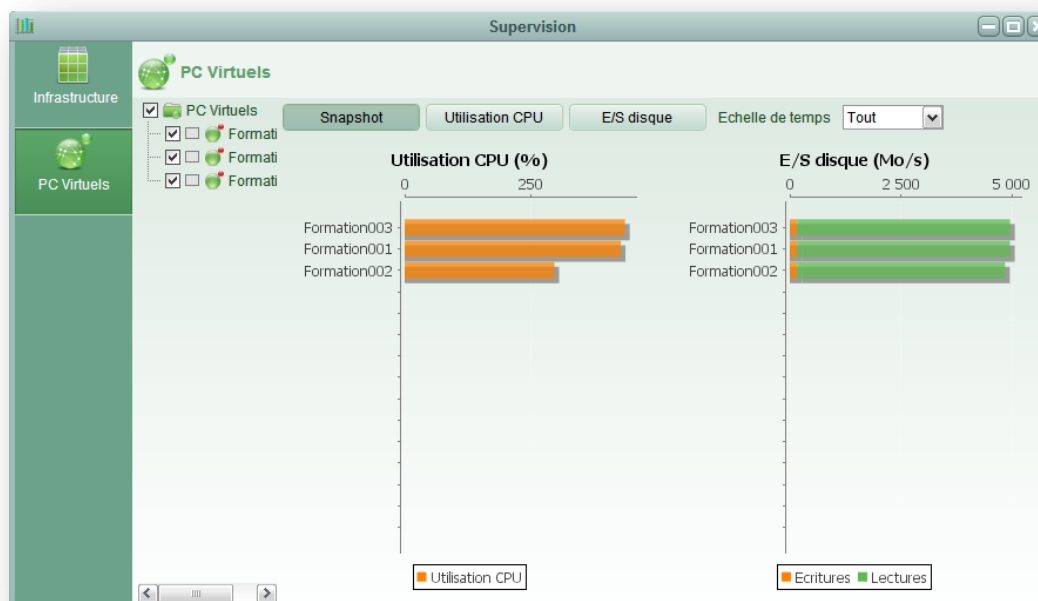 Supervision
Infrastructure
PC Virtuels
PC Virtuels
PC Virtuels
Formati
Formati
Formati
Snapshot
Utilisation CPU
E/S disque
Echelle de temps
Tout
Utilisation CPU (%)
0 250
Formation003
Formation001
Formation002
Utilisation CPU
E/S disque (Mo/s)
0 2 500 5 000
Formation003
Formation001
Formation002
Ecritures Lectures